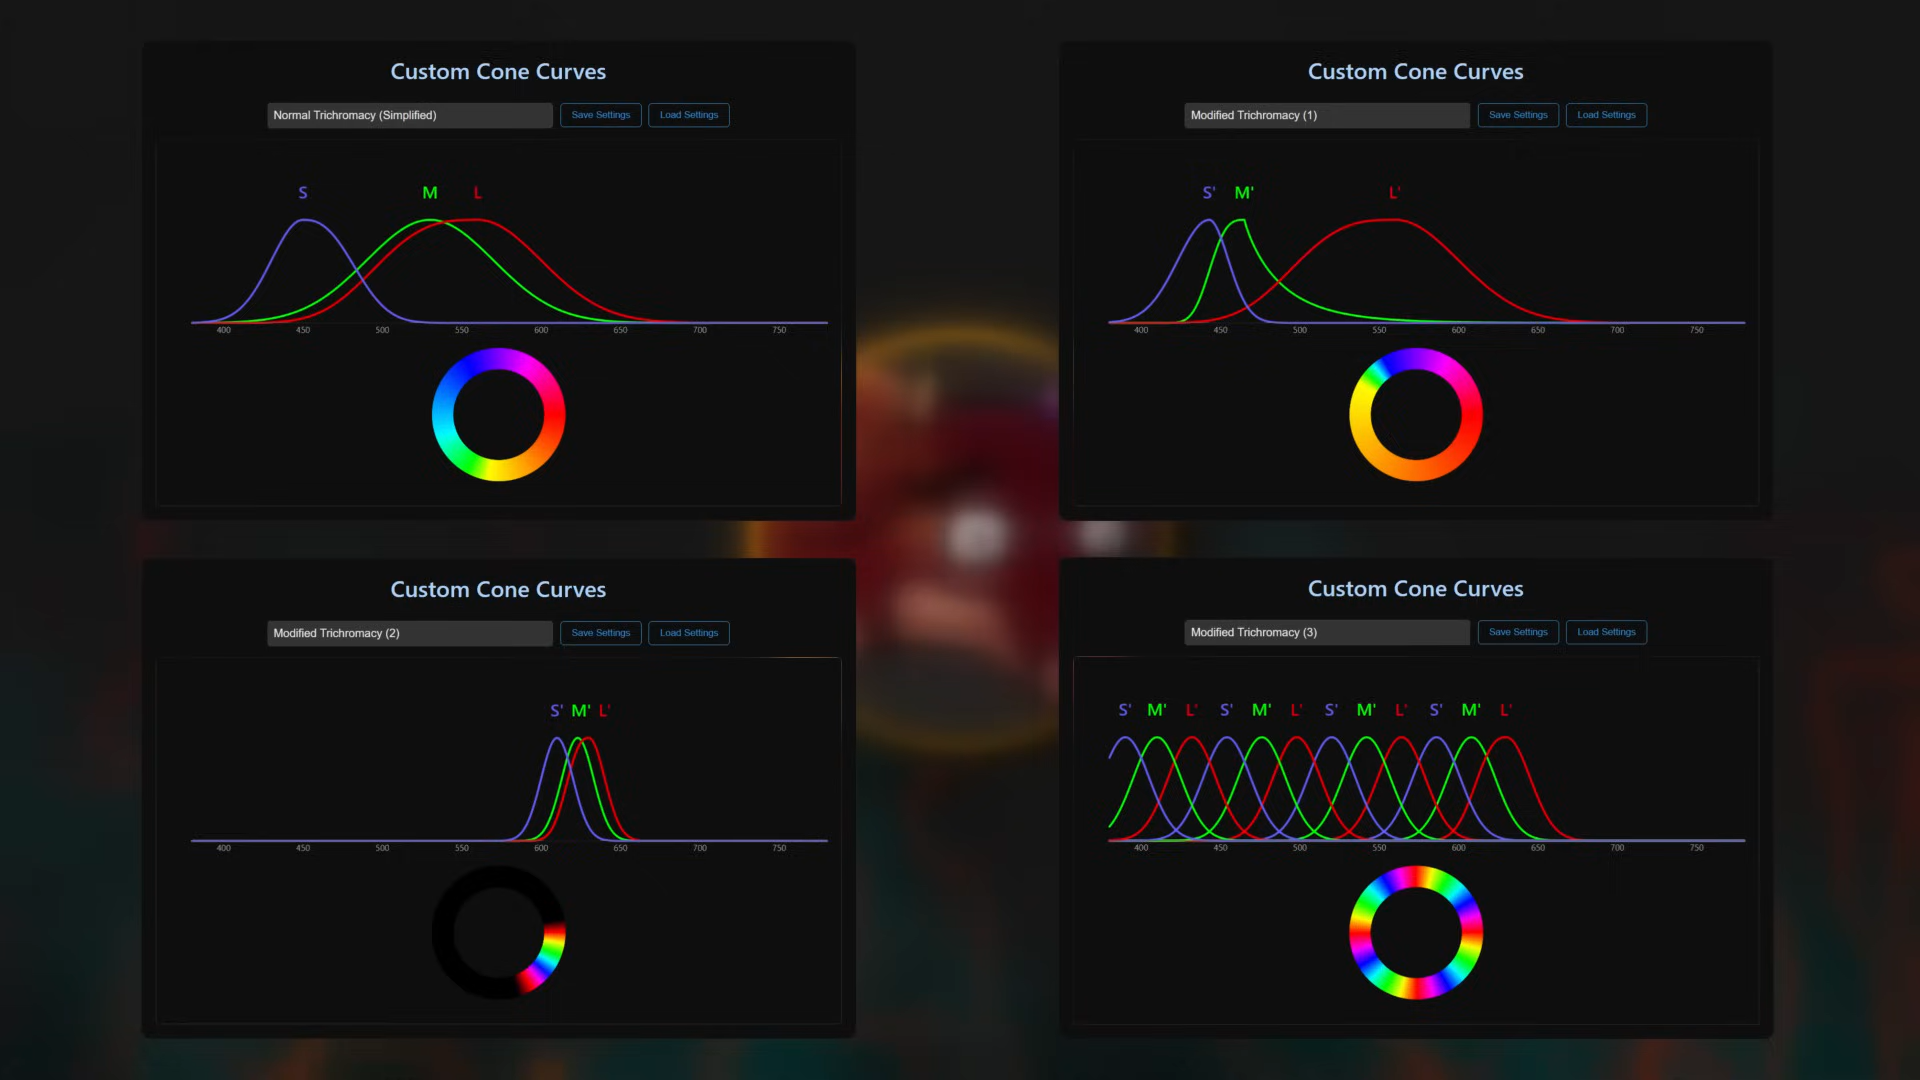 Custom Cone Curves
Normal Trichromacy (Simplified) Save Settings Load Settings
S M L
400 450 500 550 600 650 700 750
Custom Cone Curves
Modified Trichromacy (1) Save Settings Load Settings
S' M' L'
400 450 500 550 600 650 700 750
Custom Cone Curves
Modified Trichromacy (2) Save Settings Load Settings
S' M' L'
400 450 500 550 600 650 700 750
Custom Cone Curves
Modified Trichromacy (3) Save Settings Load Settings
S' M' L' S' M' L' S' M' L' S' M' L'
400 450 500 550 600 650 700 750